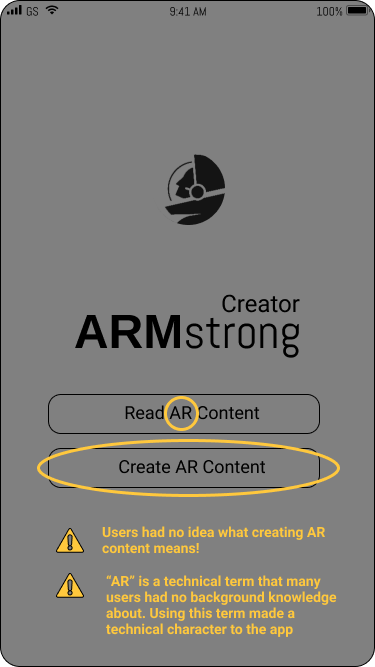 GS 9:41 AM 100%
Creator
ARMstrong
Read AR Content
Create AR Content
Users had no idea what creating AR
content means!
“AR” is a technical term that many
users had no background knowledge
about. Using this term made a
technical character to the app